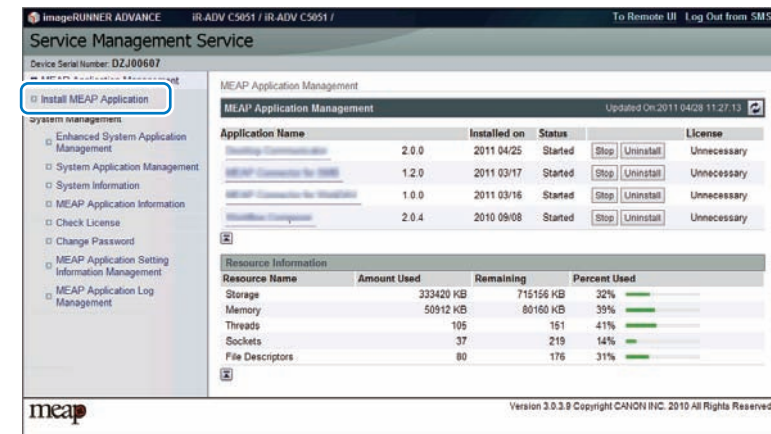 imageRUNNER ADVANCE iR-ADV C5051 / iR-ADV C5051 / To Remote UI Log Out from SMS
Service Management Service
Device Serial Number: DZJ00607
MEAP Application Management
Install MEAP Application
System Management
Enhanced System Application
Management
System Application Management
System Information
MEAP Application Information
Check License
Change Password
MEAP Application Setting
Information Management
MEAP Application Log
Management
MEAP Application Management
MEAP Application Management Updated On:2011 04/28 11:27:13
Application Name Installed on Status License
2.0.0 2011 04/25 Started Stop Uninstall Unnecessary
1.2.0 2011 03/17 Started Stop Uninstall Unnecessary
1.0.0 2011 03/16 Started Stop Uninstall Unnecessary
2.0.4 2010 09/08 Started Stop Uninstall Unnecessary
Resource Information
Resource Name Amount Used Remaining Percent Used
Storage 333420 KB 715156 KB 32%
Memory 50912 KB 80160 KB 39%
Threads 105 151 41%
Sockets 37 219 14%
File Descriptors 80 176 31%
meap
Version 3.0.3.9 Copyright CANON INC. 2010 All Rights Reserved